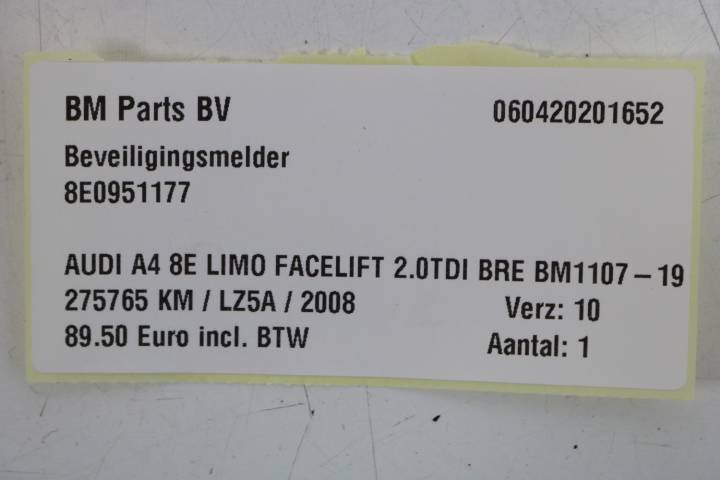 BM Parts BV 060420201652
Beveiligingsmelder
8E0951177
AUDI A4 8E LIMO FACELIFT 2.0TDI BRE BM1107-19
275765 KM / LZ5A / 2008 Verz: 10
89.50 Euro incl. BTW Aantal: 1